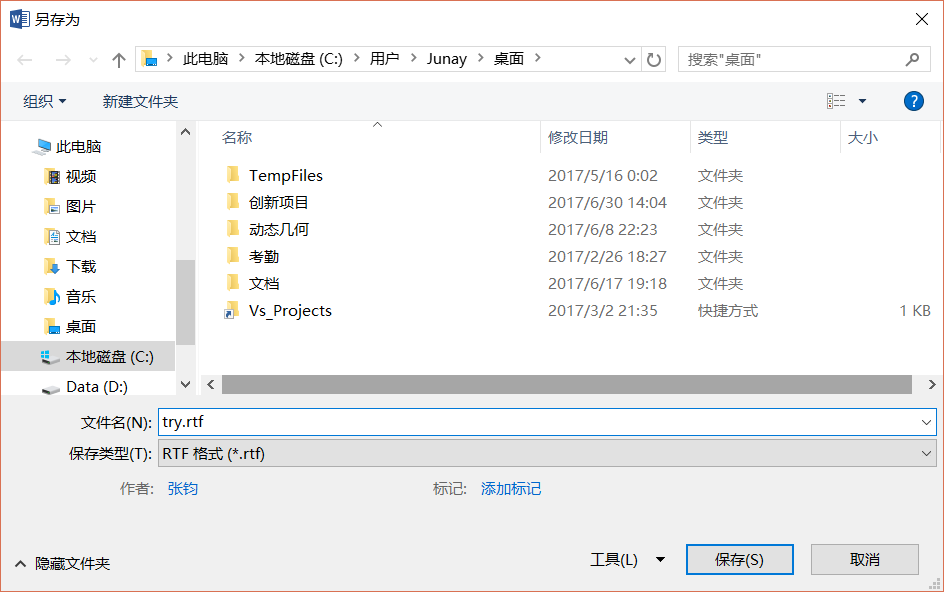 另存为
此电脑 本地磁盘 (C:) 用户 Junay 桌面 搜索"桌面"
组织 新建文件夹 ?
名称 修改日期 类型 大小
此电脑
视频
图片
文档
下载
音乐
桌面
本地磁盘 (C:)
Data (D:)
TempFiles 2017/5/16 0:02 文件夹
创新项目 2017/6/30 14:04 文件夹
动态几何 2017/6/8 22:23 文件夹
考勤 2017/2/26 18:27 文件夹
文档 2017/6/17 19:18 文件夹
Vs_Projects 2017/3/2 21:35 快捷方式 1 KB
文件名(N): try.rtf
保存类型(T): RTF 格式 (*.rtf)
作者: 张钧 标记: 添加标记
隐藏文件夹 工具(L) 保存(S) 取消